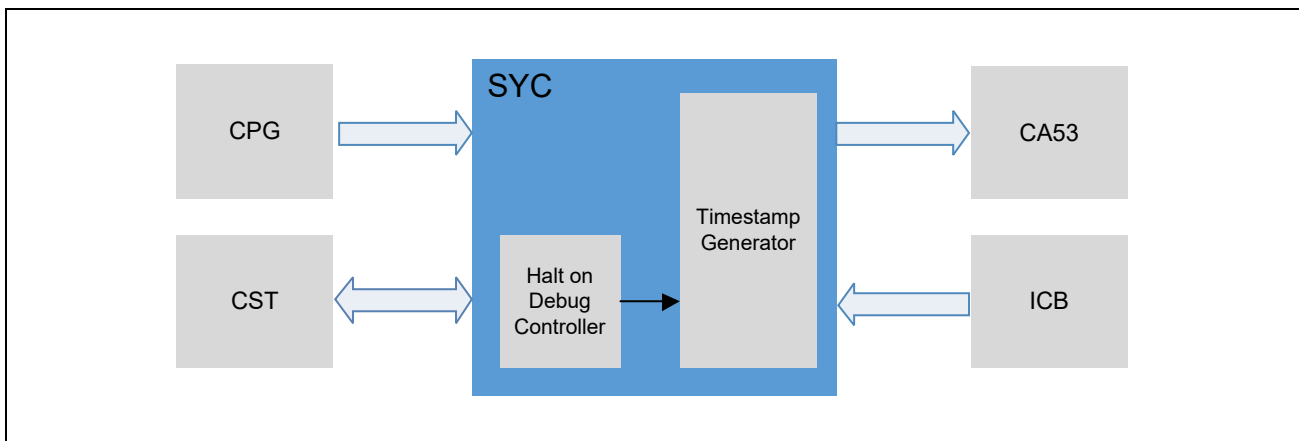 SYC
CPG
CA53
Timestamp
Generator
Halt on
Debug
Controller
CST
ICB